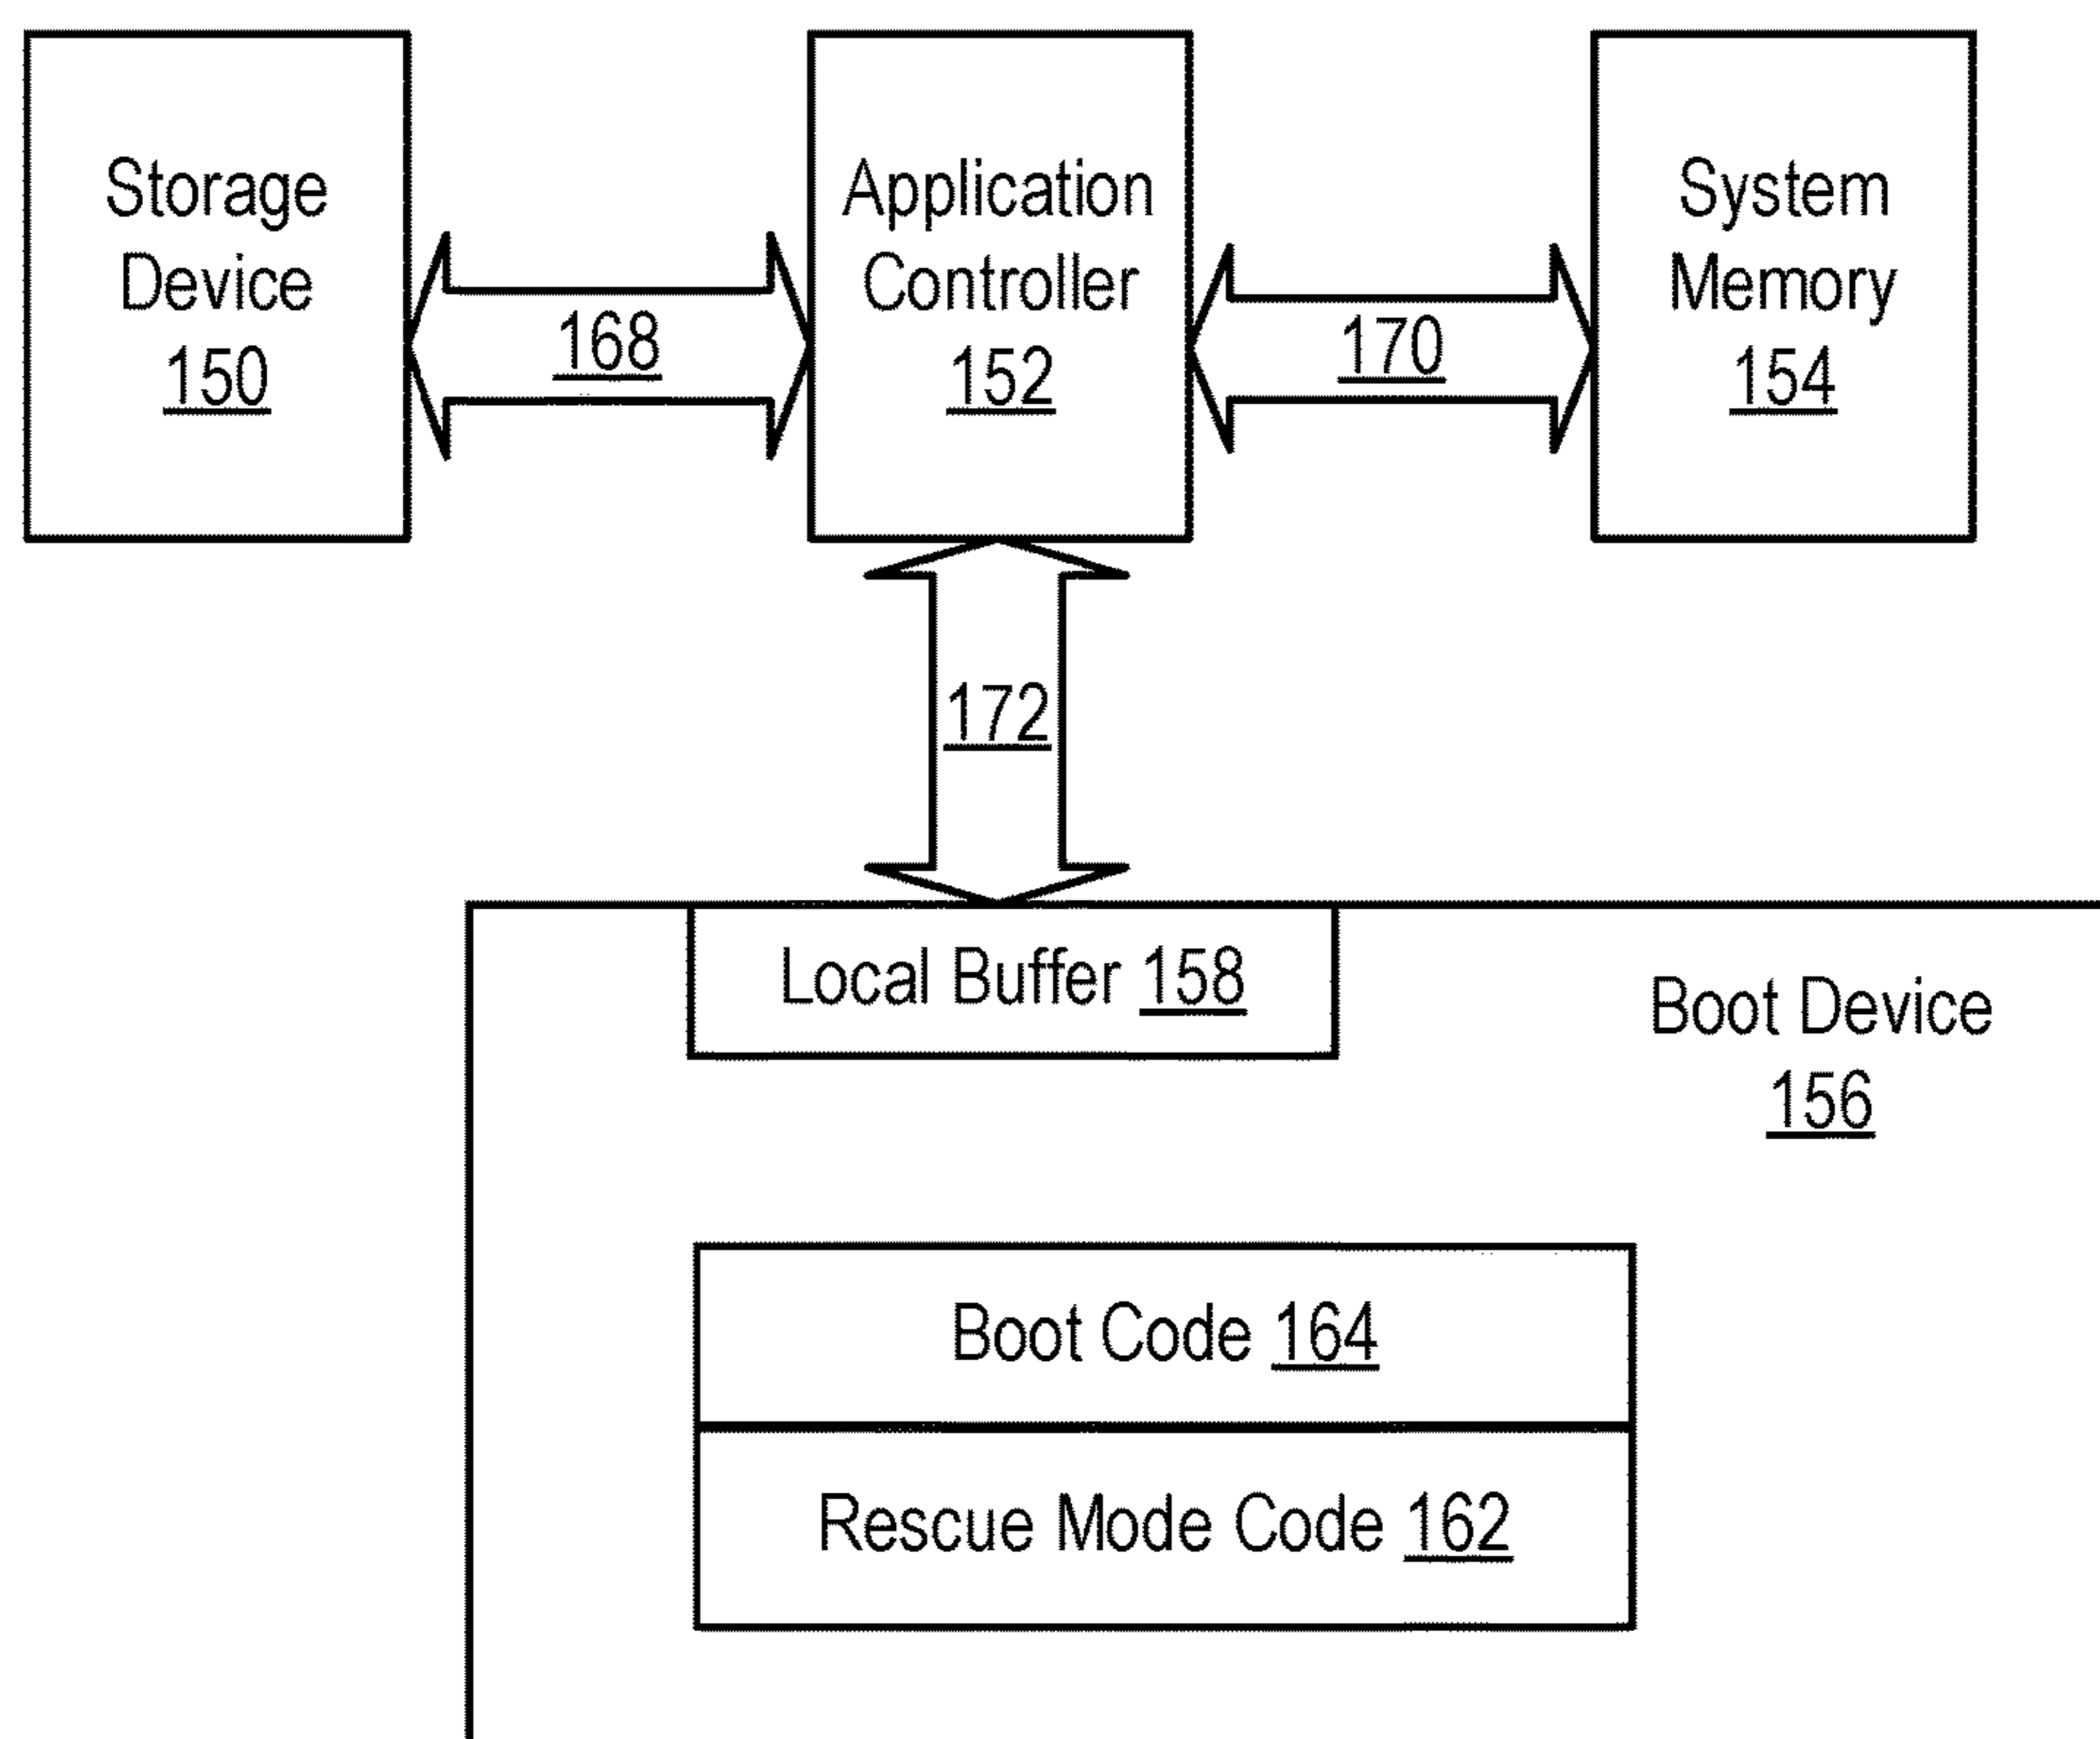 Storage
Device
150
168
Application
Controller
152
170
System
Memory
154
172
Local Buffer 158
Boot Device
156
Boot Code 164
Rescue Mode Code 162